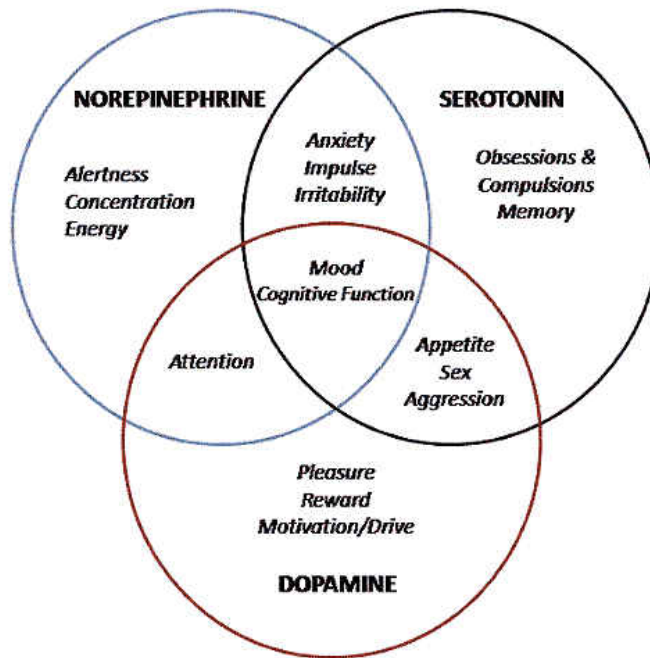 NOREPINEPHRINE
SEROTONIN
Anxiety
Impulse
Irritability
Obsessions &
Compulsions
Memory
Alertness
Concentration
Energy
Mood
Cognitive Function
Attention
Appetite
Sex
Aggression
Pleasure
Reward
Motivation/Drive
DOPAMINE